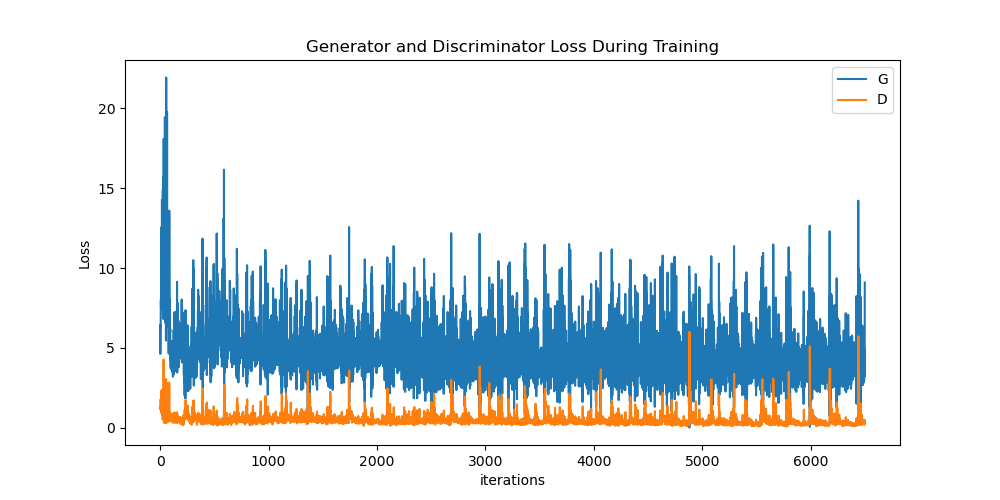 Generator and Discriminator Loss During Training
G
D
Loss
20
15
10
5
0
0 1000 2000 3000 4000 5000 6000
iterations